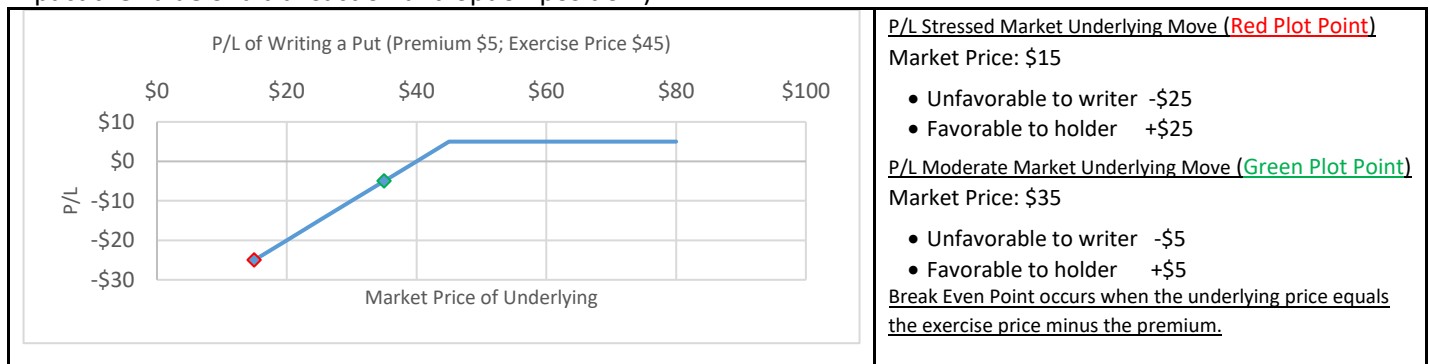 P/L of Writing a Put (Premium $5; Exercise Price $45)
$0 $20 $40 $60 $80 $100
$10
$0
-$10
-$20
-$30
P/L
Market Price of Underlying
P/L Stressed Market Underlying Move (Red Plot Point)
Market Price: $15
• Unfavorable to writer -$25
• Favorable to holder +$25
P/L Moderate Market Underlying Move (Green Plot Point)
Market Price: $35
• Unfavorable to writer -$5
• Favorable to holder +$5
Break Even Point occurs when the underlying price equals
the exercise price minus the premium.